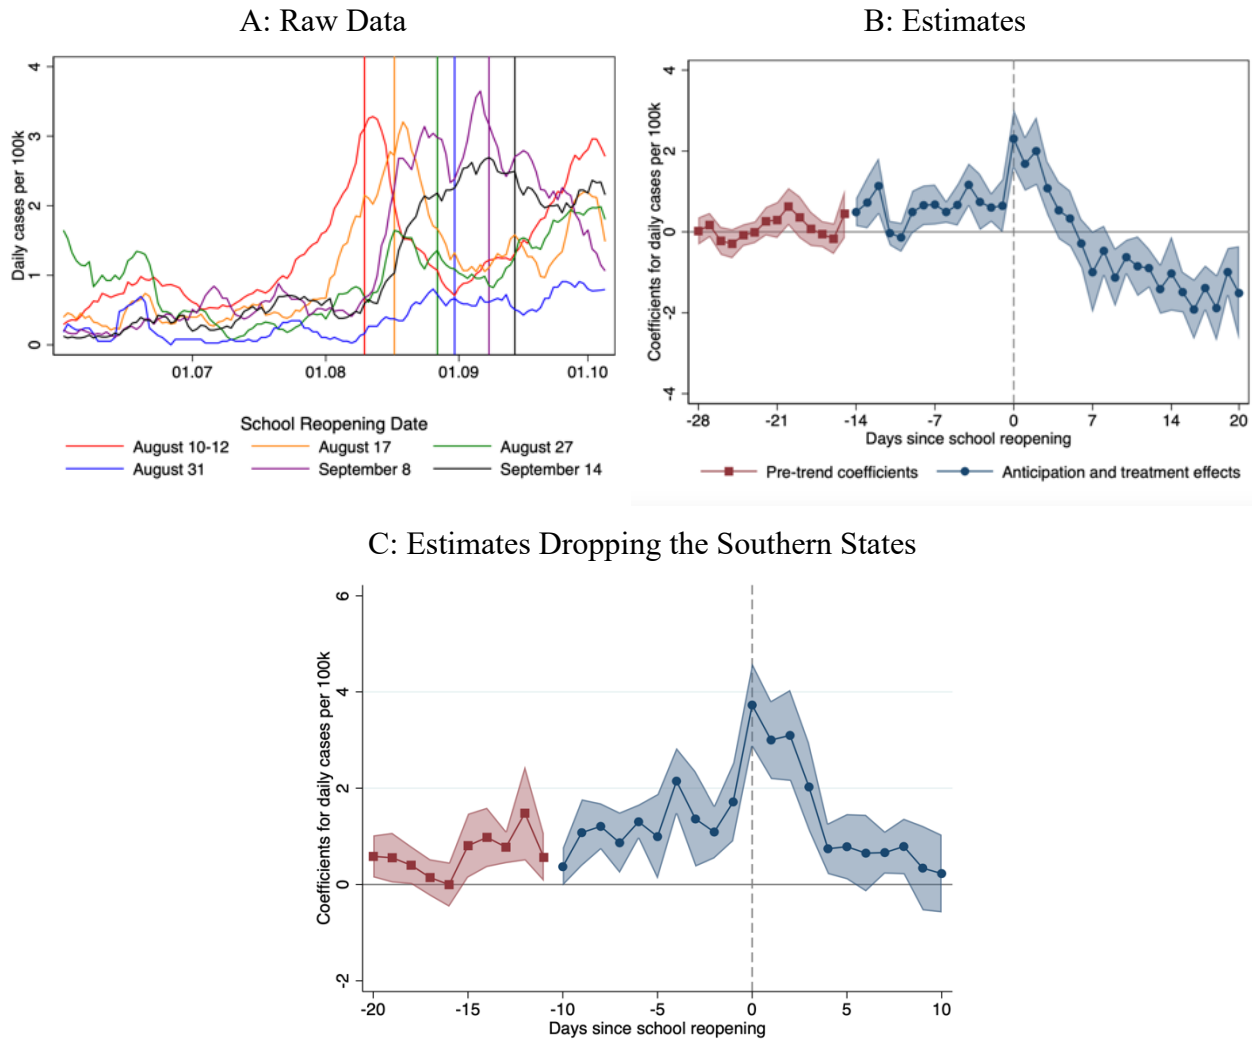 A: Raw Data
Daily cases per 100k
4
3
2
1
0
01.07 01.08 01.09 01.10
School Reopening Date
August 10-12 August 17 August 27
August 31 September 8 September 14
B: Estimates
Coefficients for daily cases per 100k
4
2
0
-2
-4
-28 -21 -14 -7 0 7 14 20
Days since school reopening
Pre-trend coefficients Anticipation and treatment effects
C: Estimates Dropping the Southern States
Coefficients for daily cases per 100k
6
4
2
0
-2
-20 -15 -10 -5 0 5 10
Days since school reopening